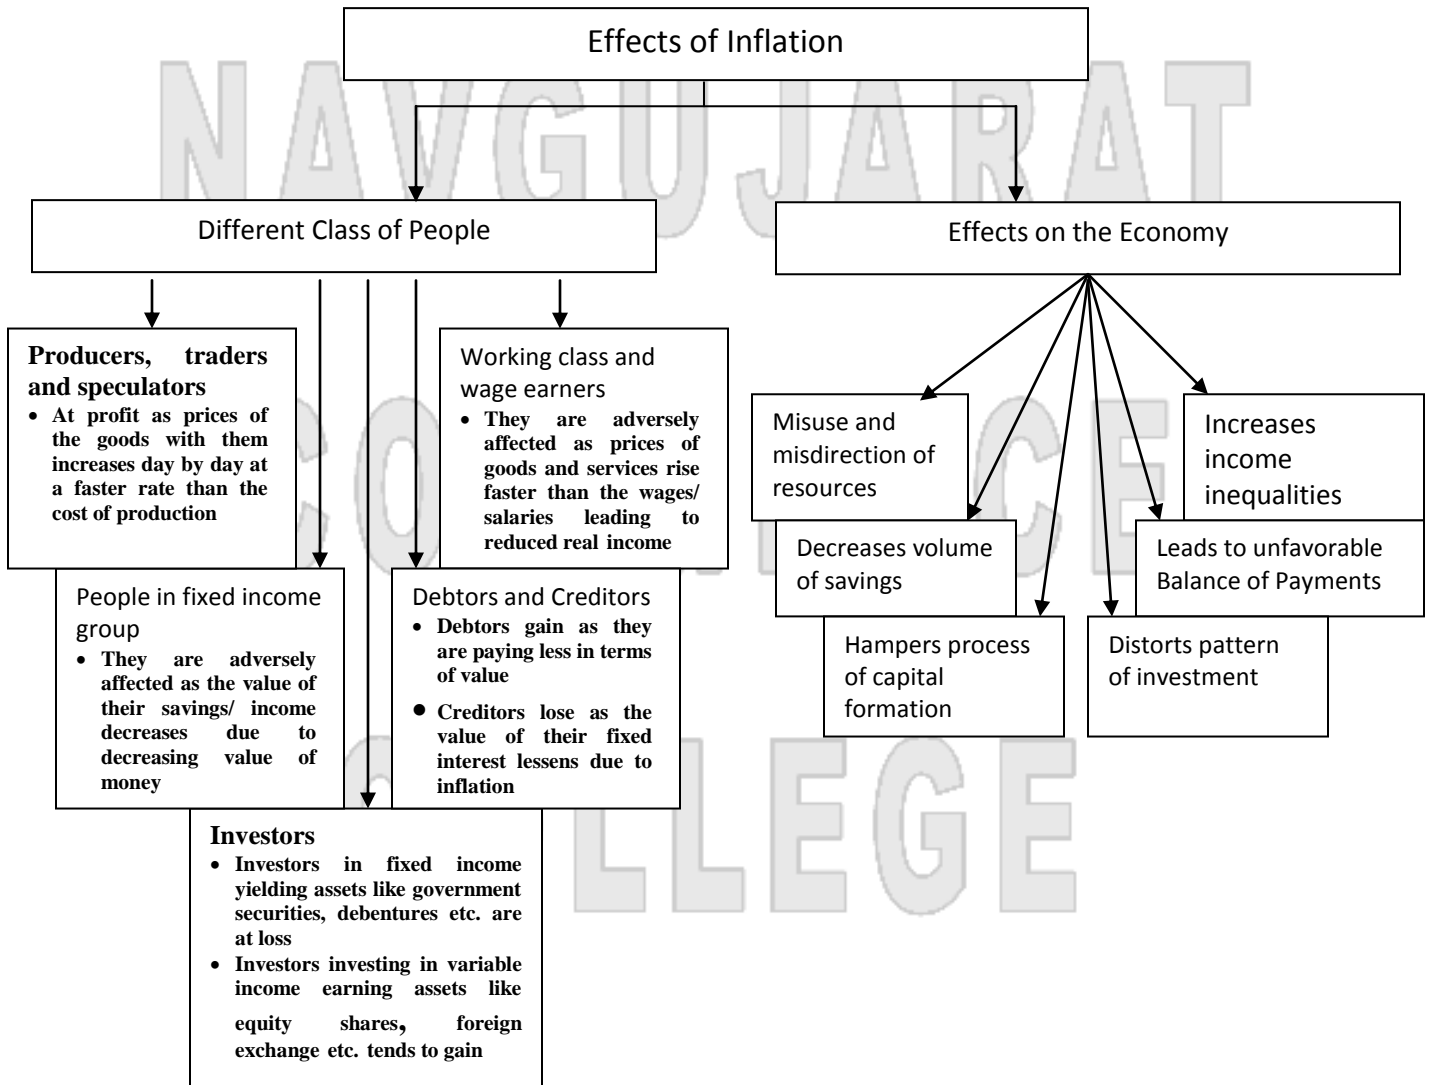 Effects of Inflation
NAVGUJARAT
Different Class of People
Effects on the Economy
Producers, traders
and speculators
• At profit as prices of
the goods with them
increases day by day at
a faster rate than the
cost of production
Working class and
wage earners
• They are adversely
affected as prices of
goods and services rise
faster than the wages/
salaries leading to
reduced real income
People in fixed income
group
• They are adversely
affected as the value of
their savings/ income
decreases due to
decreasing value of
money
Debtors and Creditors
• Debtors gain as they
are paying less in terms
of value
• Creditors lose as the
value of their fixed
interest lessens due to
inflation
Investors
• Investors in fixed income
yielding assets like government
securities, debentures etc. are
at loss
• Investors investing in variable
income earning assets like
equity shares, foreign
exchange etc. tends to gain
Misuse and
misdirection of
resources
Increases
income
inequalities
Decreases volume
of savings
Leads to unfavorable
Balance of Payments
Hampers process
of capital
formation
Distorts pattern
of investment